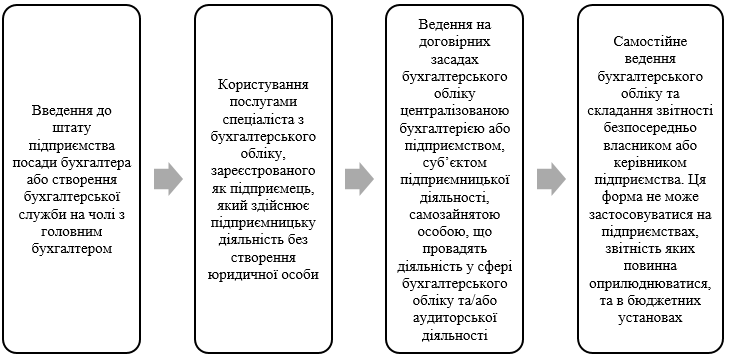 Введення до
штату
підприємства
посади бухгалтера
або створення
бухгалтерської
служби на чолі з
головним
бухгалтером
Користування
послугами
спеціаліста з
бухгалтерського
обліку,
зареєстрованого
як підприємець,
який здійснює
підприємницьку
діяльність без
створення
юридичної особи
Ведення на
договірних
засадах
бухгалтерського
обліку
централізованою
бухгалтерією або
підприємством,
суб’єктом
підприємницької
діяльності,
самозайнятою
особою, що
провадять
діяльність у сфері
бухгалтерського
обліку та/або
аудиторської
діяльності
Самостійне
ведення
бухгалтерського
обліку та
складання звітності
безпосередньо
власником або
керівником
підприємства. Ця
форма не може
застосовуватися на
підприємствах,
звітність яких
повинна
оприлюднюватися,
та в бюджетних
установах